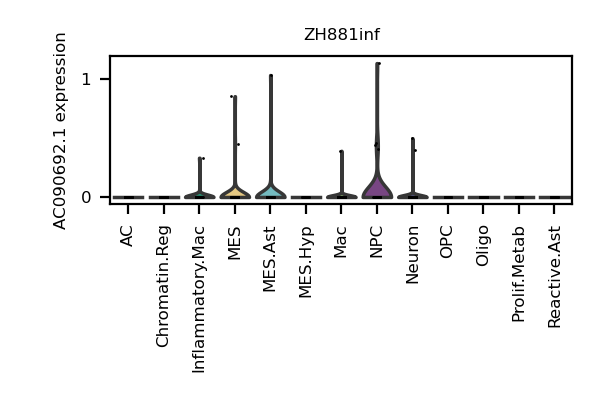 ZH881inf
AC090692.1 expression
1
0
AC
Chromatin.Reg
Inflammatory.Mac
MES
MES.Ast
MES.Hyp
Mac
NPC
Neuron
OPC
Oligo
Prolif.Metab
Reactive.Ast